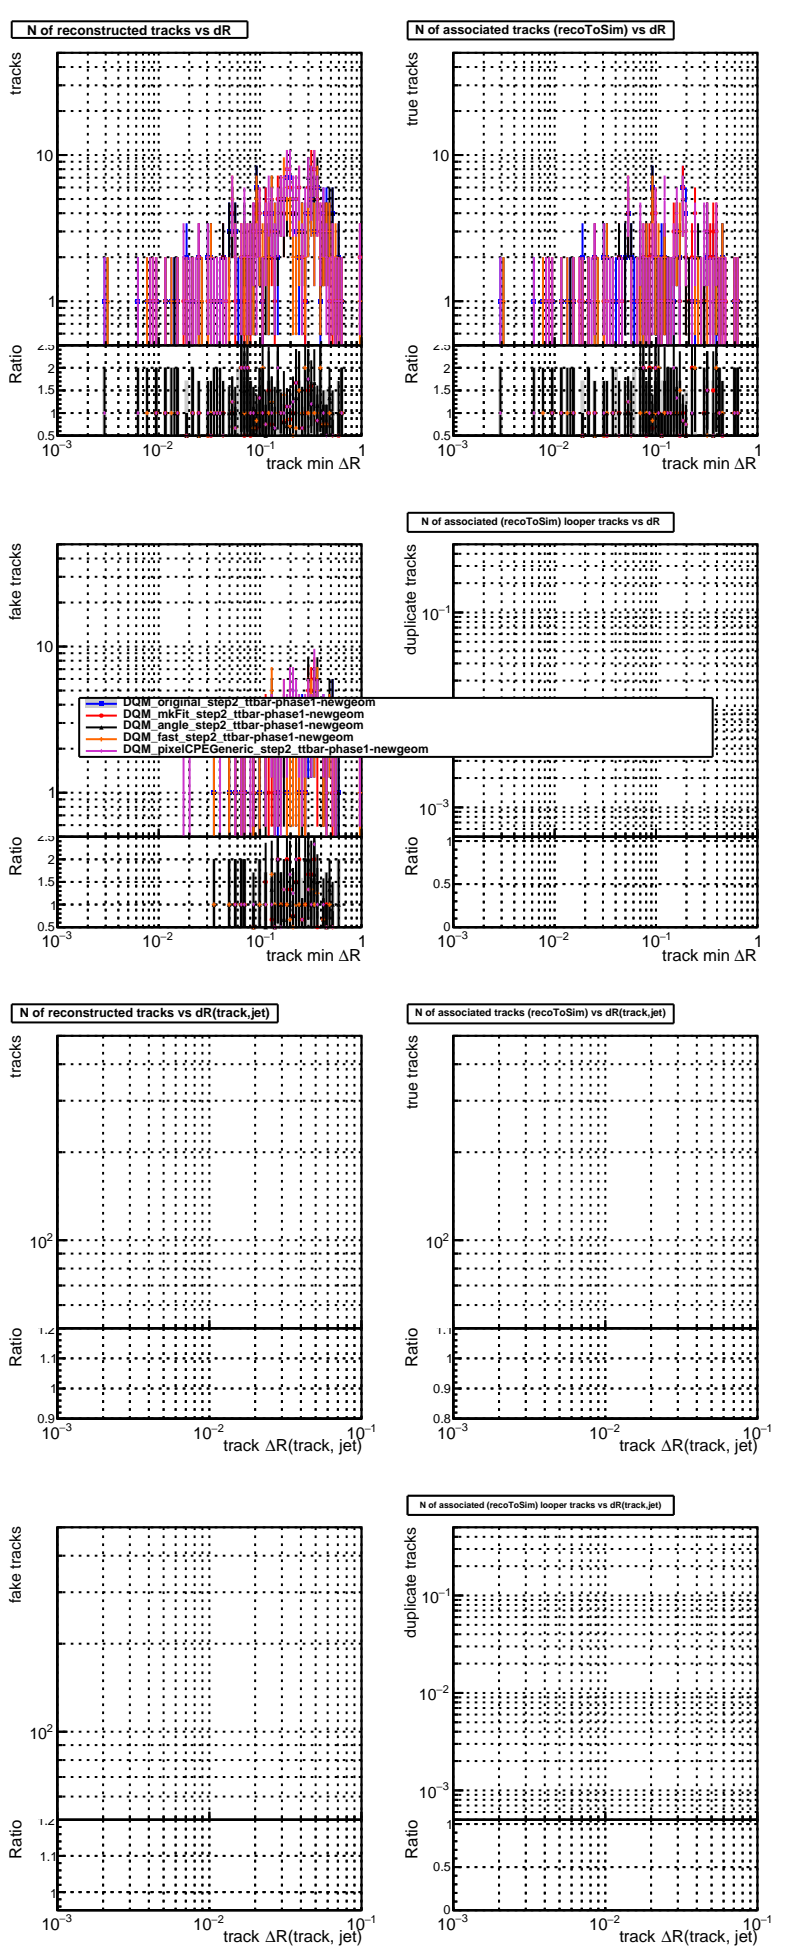 N of reconstructed tracks vs dR
N of associated tracks (recoToSim) vs dR
tracks
10
1
Ratio
2.5
2
1.5
1
0.5
10⁻³ 10⁻² 10⁻¹ 1
track min ΔR
true tracks
10
1
Ratio
2.5
2
1.5
1
0.5
10⁻³ 10⁻² 10⁻¹ 1
track min ΔR
N of associated (recoToSim) looper tracks vs dR
fake tracks
10
1
DQM_original_step2_ttbar-phase1-newgeom
DQM_mkFit_step2_ttbar-phase1-newgeom
DQM_angle_step2_ttbar-phase1-newgeom
DQM_fast_step2_ttbar-phase1-newgeom
DQM_pixelCPEGeneric_step2_ttbar-phase1-newgeom
Ratio
2.5
2
1.5
1
0.5
10⁻³ 10⁻² 10⁻¹ 1
track min ΔR
duplicate tracks
10⁻¹
10⁻³
Ratio
1
0.5
0
10⁻³ 10⁻² 10⁻¹ 1
track min ΔR
N of reconstructed tracks vs dR(track,jet)
N of associated tracks (recoToSim) vs dR(track,jet)
tracks
10²
Ratio
1.2
1.1
1
0.9
10⁻³ 10⁻² 10⁻¹
track ΔR(track, jet)
true tracks
10²
Ratio
1.1
1
0.9
0.8
10⁻³ 10⁻² 10⁻¹
track ΔR(track, jet)
N of associated (recoToSim) looper tracks vs dR(track,jet)
fake tracks
10²
Ratio
1.2
1.1
1
10⁻³ 10⁻² 10⁻¹
track ΔR(track, jet)
duplicate tracks
10⁻¹
10⁻²
10⁻³
Ratio
1
0.5
0
10⁻³ 10⁻² 10⁻¹
track ΔR(track, jet)